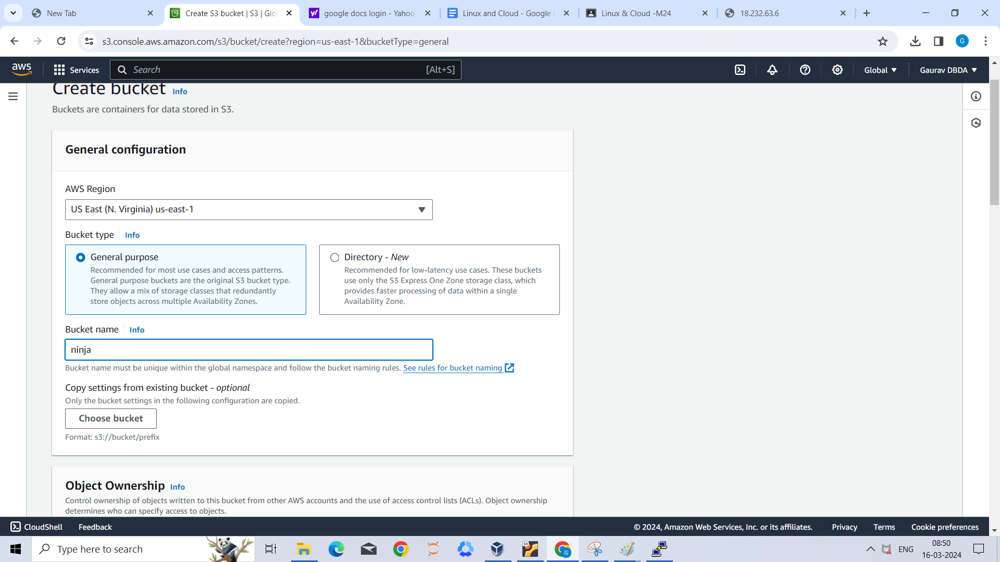 New Tab
Create S3 bucket | S3 | Glo
google docs login - Yahoo
Linux and Cloud - Google
Linux & Cloud -M24
18.232.63.6
s3.console.aws.amazon.com/s3/bucket/create?region=us-east-1&bucketType=general
G
aws
Services
Search
[Alt+S]
Global
Gaurav DBDA
Create bucket Info
Buckets are containers for data stored in S3.
General configuration
AWS Region
US East (N. Virginia) us-east-1
Bucket type Info
General purpose
Recommended for most use cases and access patterns.
General purpose buckets are the original S3 bucket type.
They allow a mix of storage classes that redundantly
store objects across multiple Availability Zones.
Directory - New
Recommended for low-latency use cases. These buckets
use only the S3 Express One Zone storage class, which
provides faster processing of data within a single
Availability Zone.
Bucket name Info
ninja
Bucket name must be unique within the global namespace and follow the bucket naming rules. See rules for bucket naming
Copy settings from existing bucket - optional
Only the bucket settings in the following configuration are copied.
Choose bucket
Format: s3://bucket/prefix
Object Ownership Info
Control ownership of objects written to this bucket from other AWS accounts and the use of access control lists (ACLs). Object ownership
determines who can specify access to objects.
CloudShell
Feedback
© 2024, Amazon Web Services, Inc. or its affiliates.
Privacy
Terms
Cookie preferences
Type here to search
64
G
ENG
08:50
16-03-2024